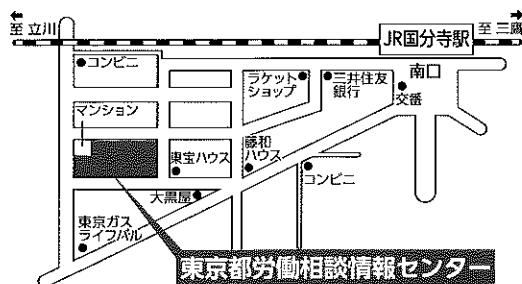 至 立川
至 三鷹
JR国分寺駅
コンビニ
ラケット
ショップ
三井住友
銀行
南口
交番
マンション
東宝ハウス
藤和
ハウス
コンビニ
大黒屋
東京ガス
ライフバル
東京都労働相談情報センター